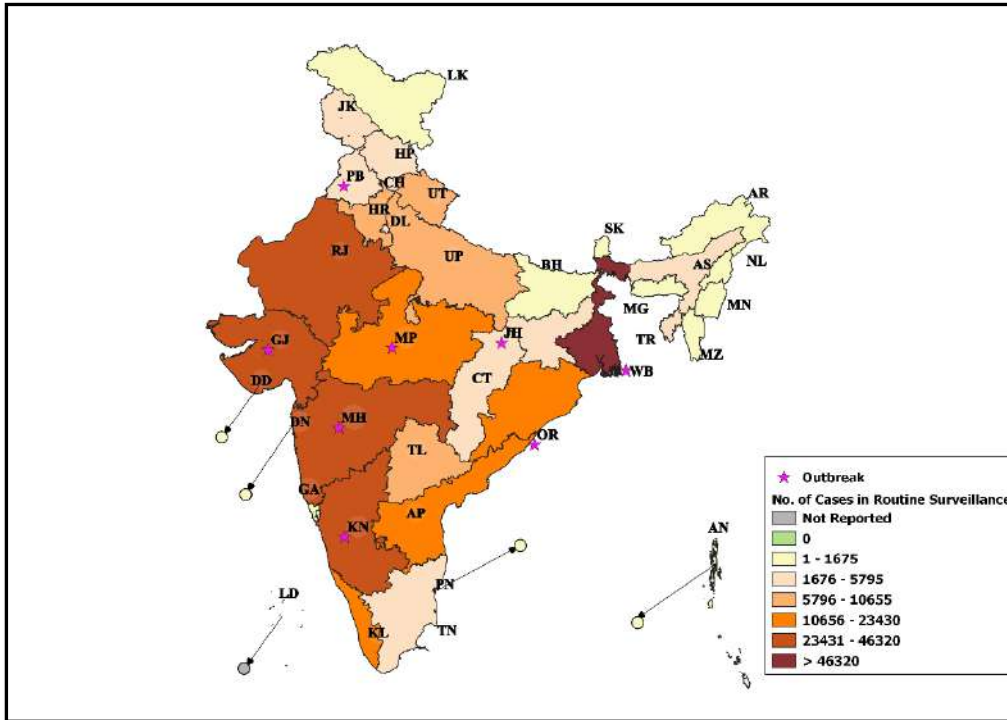 LK
JK
HP
PB
CH
UT
HR
DL
AR
SK
RJ
UP
BH
AS
NL
MG
MN
GJ
MP
JH
TR
MZ
DD
CT
WB
DN
MH
OR
TL
GA
KN
AP
AN
LD
PN
KL
TN
Outbreak
No. of Cases in Routine Surveillance
Not Reported
0
1 - 1675
1676 - 5795
5796 - 10655
10656 - 23430
23431 - 46320
> 46320